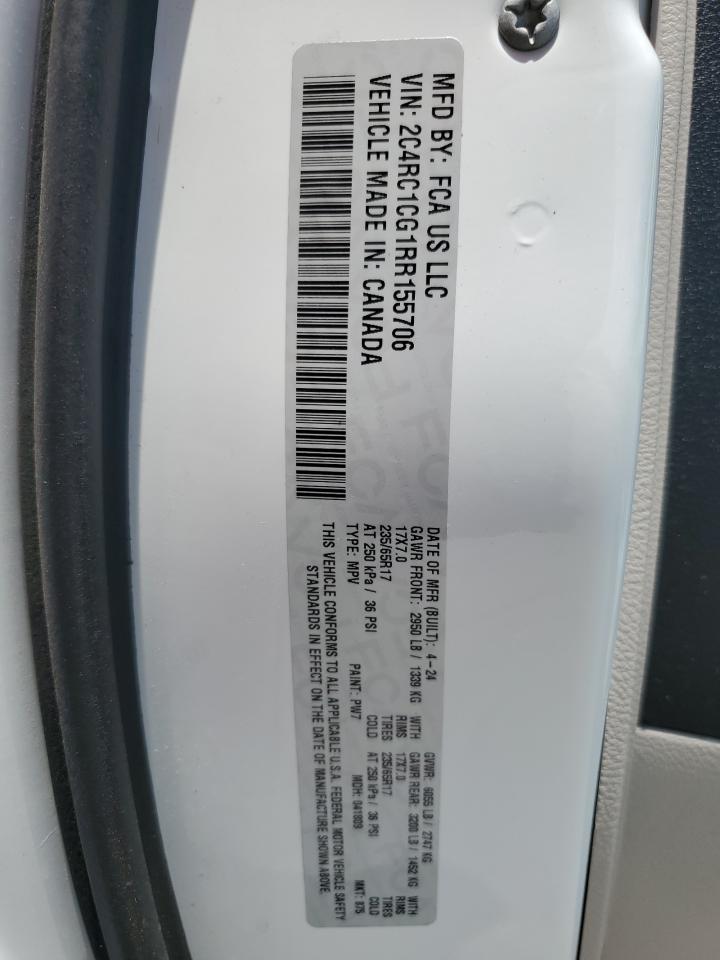 MFD BY: FCA US LLC
VIN: 2C4RC1CG1RR155706
VEHICLE MADE IN: CANADA
DATE OF MFR (BUILT): 4-24 GVWR: 6055 LB / 2747 KG
GAWR FRONT: 2950 LB / 1339 KG WITH GAWR REAR: 3200 LB / 1452 KG WITH
17X7.0 RIMS 17X7.0 RIMS
235/65R17 TIRES 235/65R17 TIRES
AT 250 kPa / 36 PSI COLD AT 250 kPa / 36 PSI COLD
TYPE: MPV PAINT: PW7 MDH: 041809 MKT: 875
THIS VEHICLE CONFORMS TO ALL APPLICABLE U.S.A. FEDERAL MOTOR VEHICLE SAFETY
STANDARDS IN EFFECT ON THE DATE OF MANUFACTURE SHOWN ABOVE.